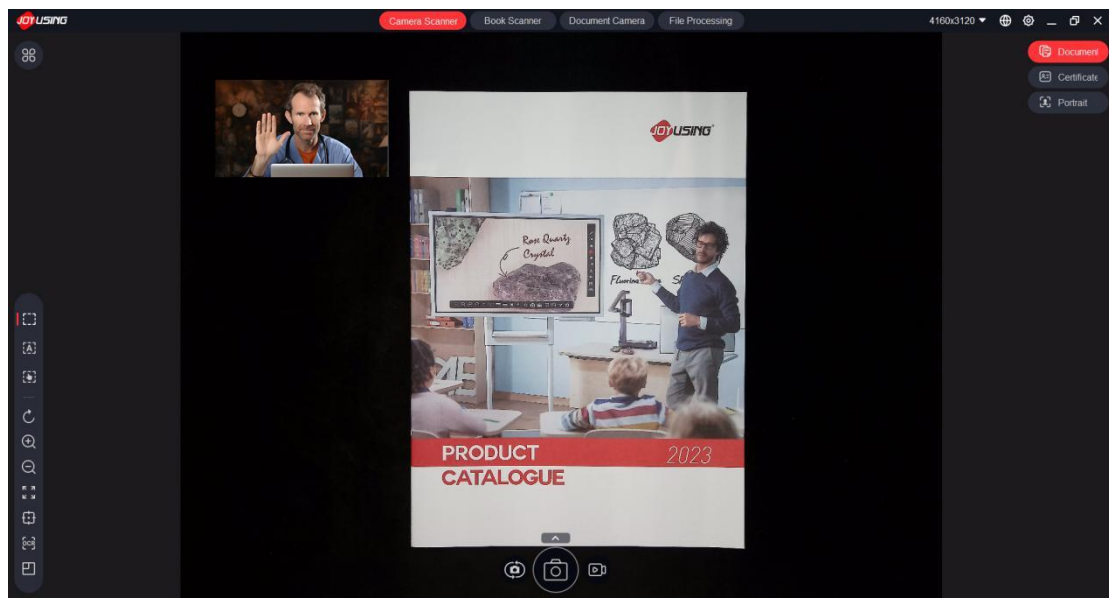 JOYUSING
Camera Scanner
Book Scanner
Document Camera
File Processing
4160x3120
Document
Certificate
Portrait
JOYUSING
Rose Quartz
Crystal
PRODUCT
2023
CATALOGUE
A
OCR